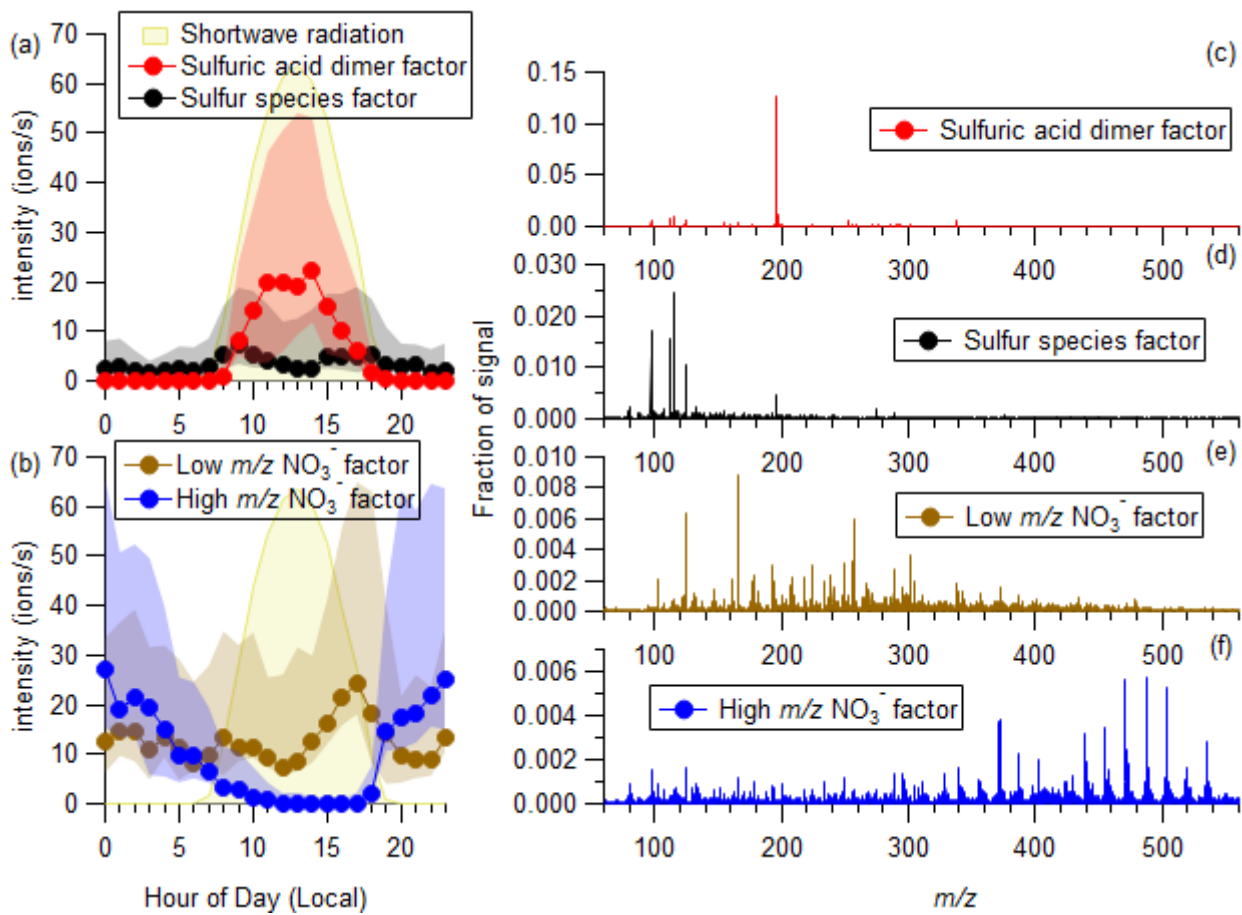 (a)
70
60
50
40
30
20
10
0
intensity (ions/s)
Shortwave radiation
Sulfuric acid dimer factor
Sulfur species factor
0 5 10 15 20
(b)
70
60
50
40
30
20
10
0
intensity (ions/s)
Low m/z NO₃⁻ factor
High m/z NO₃⁻ factor
0 5 10 15 20
Hour of Day (Local)
Fraction of signal
(c)
0.15
0.10
0.05
0.00
Sulfuric acid dimer factor
100 200 300 400 500
(d)
0.030
0.020
0.010
0.000
Sulfur species factor
(e)
0.010
0.008
0.006
0.004
0.002
0.000
Low m/z NO₃⁻ factor
100 200 300 400 500
(f)
0.006
0.004
0.002
0.000
High m/z NO₃⁻ factor
100 200 300 400 500
m/z